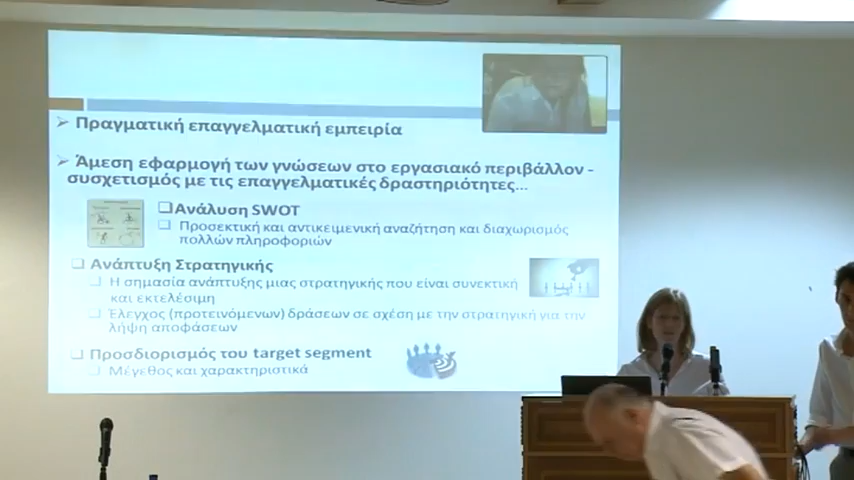 Πραγματική επαγγελματική εμπειρία
Άμεση εφαρμογή των γνώσεων στο εργασιακό περιβάλλον -
συσχετισμός με τις επαγγελματικές δραστηριότητες...
Ανάλυση SWOT
Προσεκτική και αντικειμενική αναζήτηση και διαχωρισμός
πολλών πληροφοριών
Ανάπτυξη Στρατηγικής
Η σημασία ανάπτυξης μιας στρατηγικής που είναι συνεκτική
και εκτελέσιμη
Έλεγχος (προτεινόμενων) δράσεων σε σχέση με την στρατηγική για την
λήψη αποφάσεων
Προσδιορισμός του target segment
Μέγεθος και χαρακτηριστικά